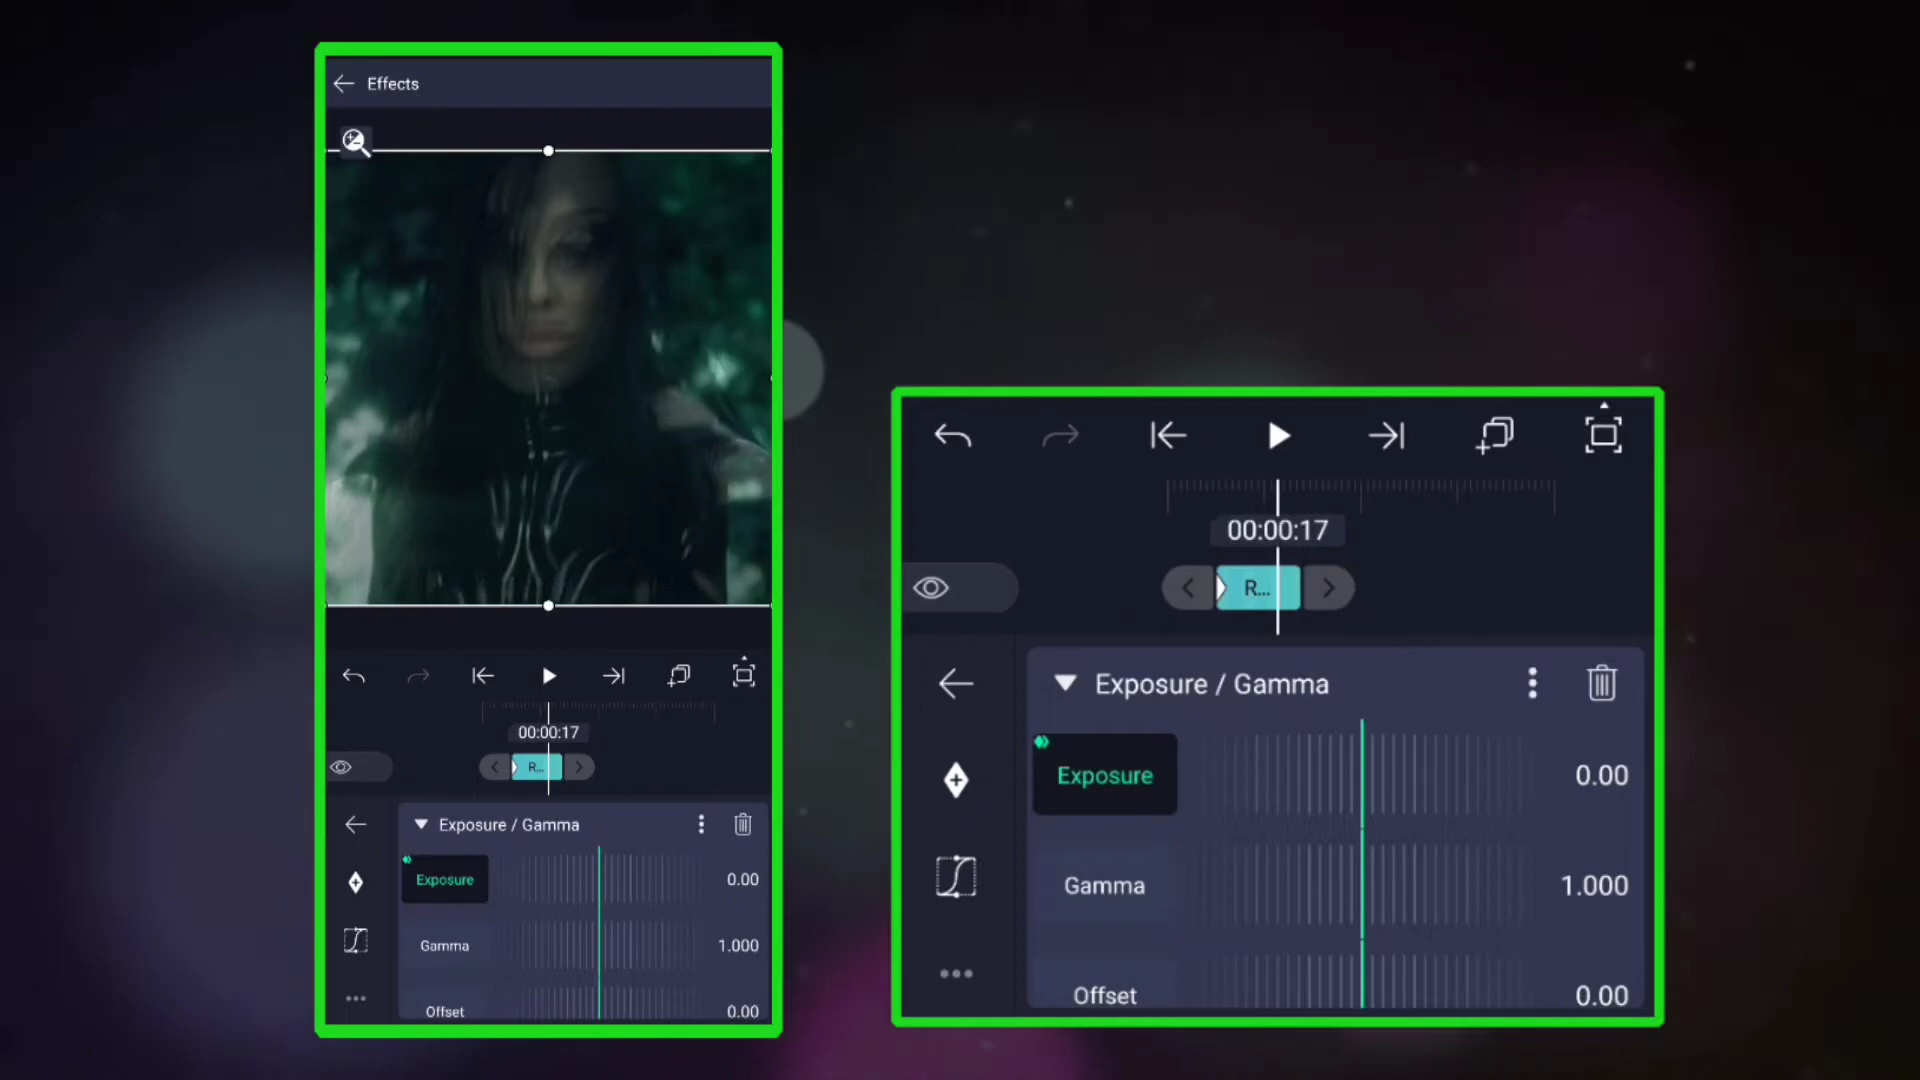 Effects
00:00:17
R...
Exposure / Gamma
Exposure
0.00
Gamma
1.000
Offset
0.00
00:00:17
R...
Exposure / Gamma
Exposure
0.00
Gamma
1.000
Offset
0.00